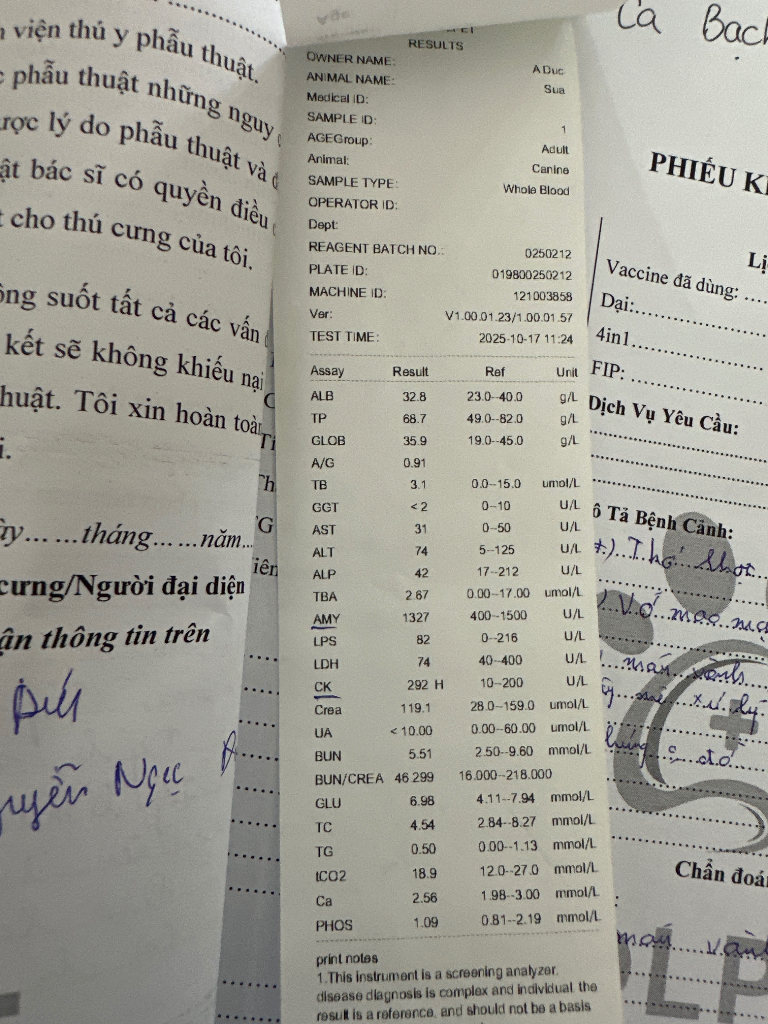 Ca Bạch
n viện thú y phẫu thuật.
c phẫu thuật những nguy
ược lý do phẫu thuật và
ật bác sĩ có quyền điều
t cho thú cưng của tôi.
ông suốt tất cả các vấn
kết sẽ không khiếu nại
huật. Tôi xin hoàn toàn
i.
ày... ...tháng... ...năm...
cưng/Người đại diện
ận thông tin trên
Đức
guyễn Ngọc
RESULTS
OWNER NAME: A Duc
ANIMAL NAME: Sua
Medical ID:
SAMPLE ID: 1
AGEGroup: Adult
Animal: Canine
SAMPLE TYPE: Whole Blood
OPERATOR ID:
Dept:
REAGENT BATCH NO.: 0250212
PLATE ID: 019800250212
MACHINE ID: 121003858
Ver: V1.00.01.23/1.00.01.57
TEST TIME: 2025-10-17 11:24
Assay Result Ref Unit
ALB 32.8 23.0--40.0 g/L
TP 68.7 49.0--82.0 g/L
GLOB 35.9 19.0--45.0 g/L
A/G 0.91
TB 3.1 0.0--15.0 umol/L
GGT < 2 0--10 U/L
AST 31 0--50 U/L
ALT 74 5--125 U/L
ALP 42 17--212 U/L
TBA 2.67 0.00--17.00 umol/L
AMY 1327 400--1500 U/L
LPS 82 0--216 U/L
LDH 74 40--400 U/L
CK 292 H 10--200 U/L
Crea 119.1 28.0--159.0 umol/L
UA < 10.00 0.00--60.00 umol/L
BUN 5.51 2.50--9.60 mmol/L
BUN/CREA 46.299 16.000--218.000
GLU 6.98 4.11--7.94 mmol/L
TC 4.54 2.84--8.27 mmol/L
TG 0.50 0.00--1.13 mmol/L
tCO2 18.9 12.0--27.0 mmol/L
Ca 2.56 1.98--3.00 mmol/L
PHOS 1.09 0.81--2.19 mmol/L
print notes
1.This instrument is a screening analyzer,
disease diagnosis is complex and individual, the
result is a reference, and should not be a basis
PHIẾU K
Lị
Vaccine đã dùng: ....
Dại:
4in1
FIP:
Dịch Vụ Yêu Cầu:
ô Tả Bệnh Cảnh:
Vỡ mao mạ
xử lý.
Chẩn đoá